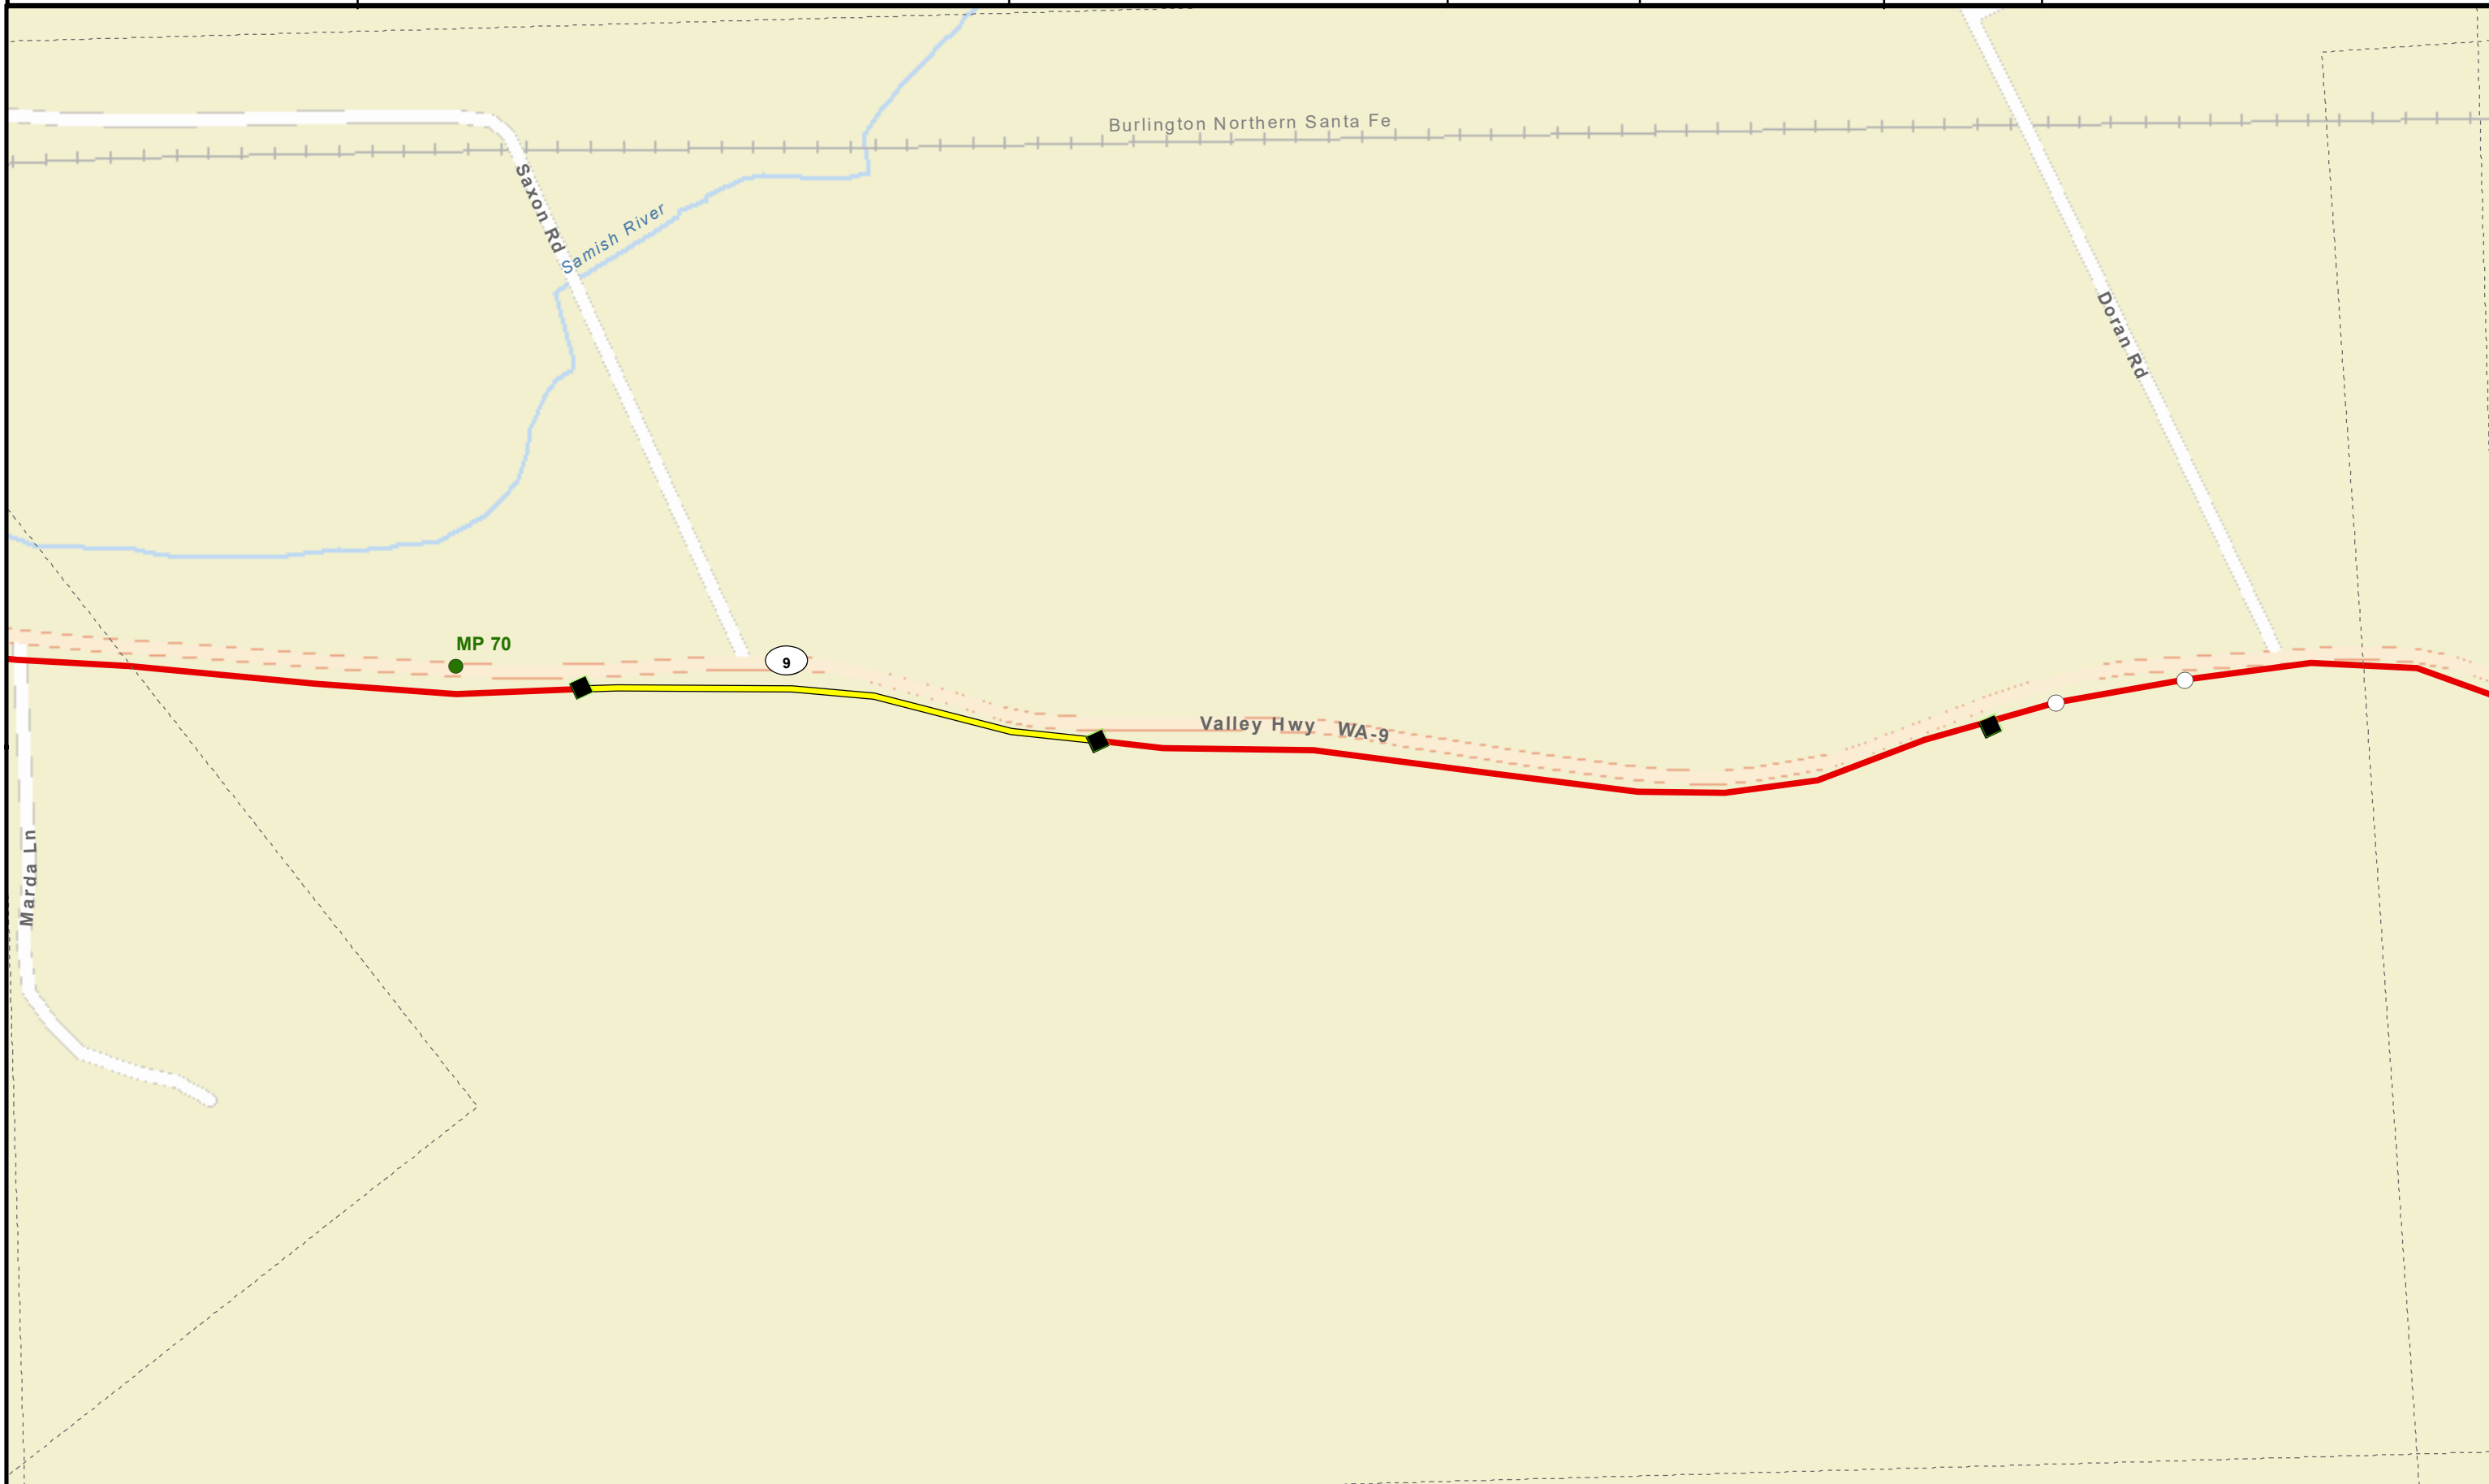 Burlington Northern Santa Fe
Saxon Rd
Samish River
Doran Rd
MP 70
9
Valley Hwy
WA-9
Marda Ln